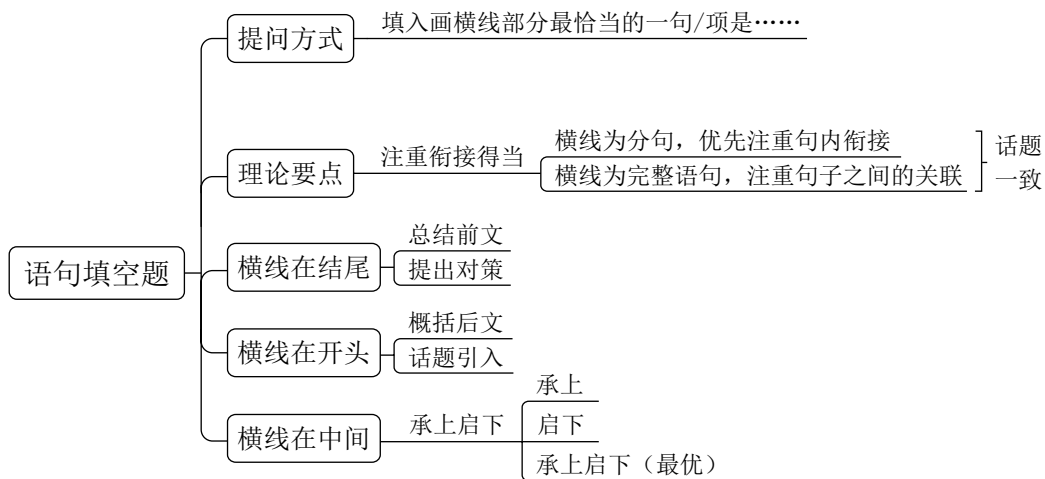 语句填空题
提问方式
填入画横线部分最恰当的一句/项是……
理论要点
注重衔接得当
横线为分句，优先注重句内衔接
横线为完整语句，注重句子之间的关联
话题
一致
横线在结尾
总结前文
提出对策
横线在开头
概括后文
话题引入
横线在中间
承上启下
承上
启下
承上启下（最优）